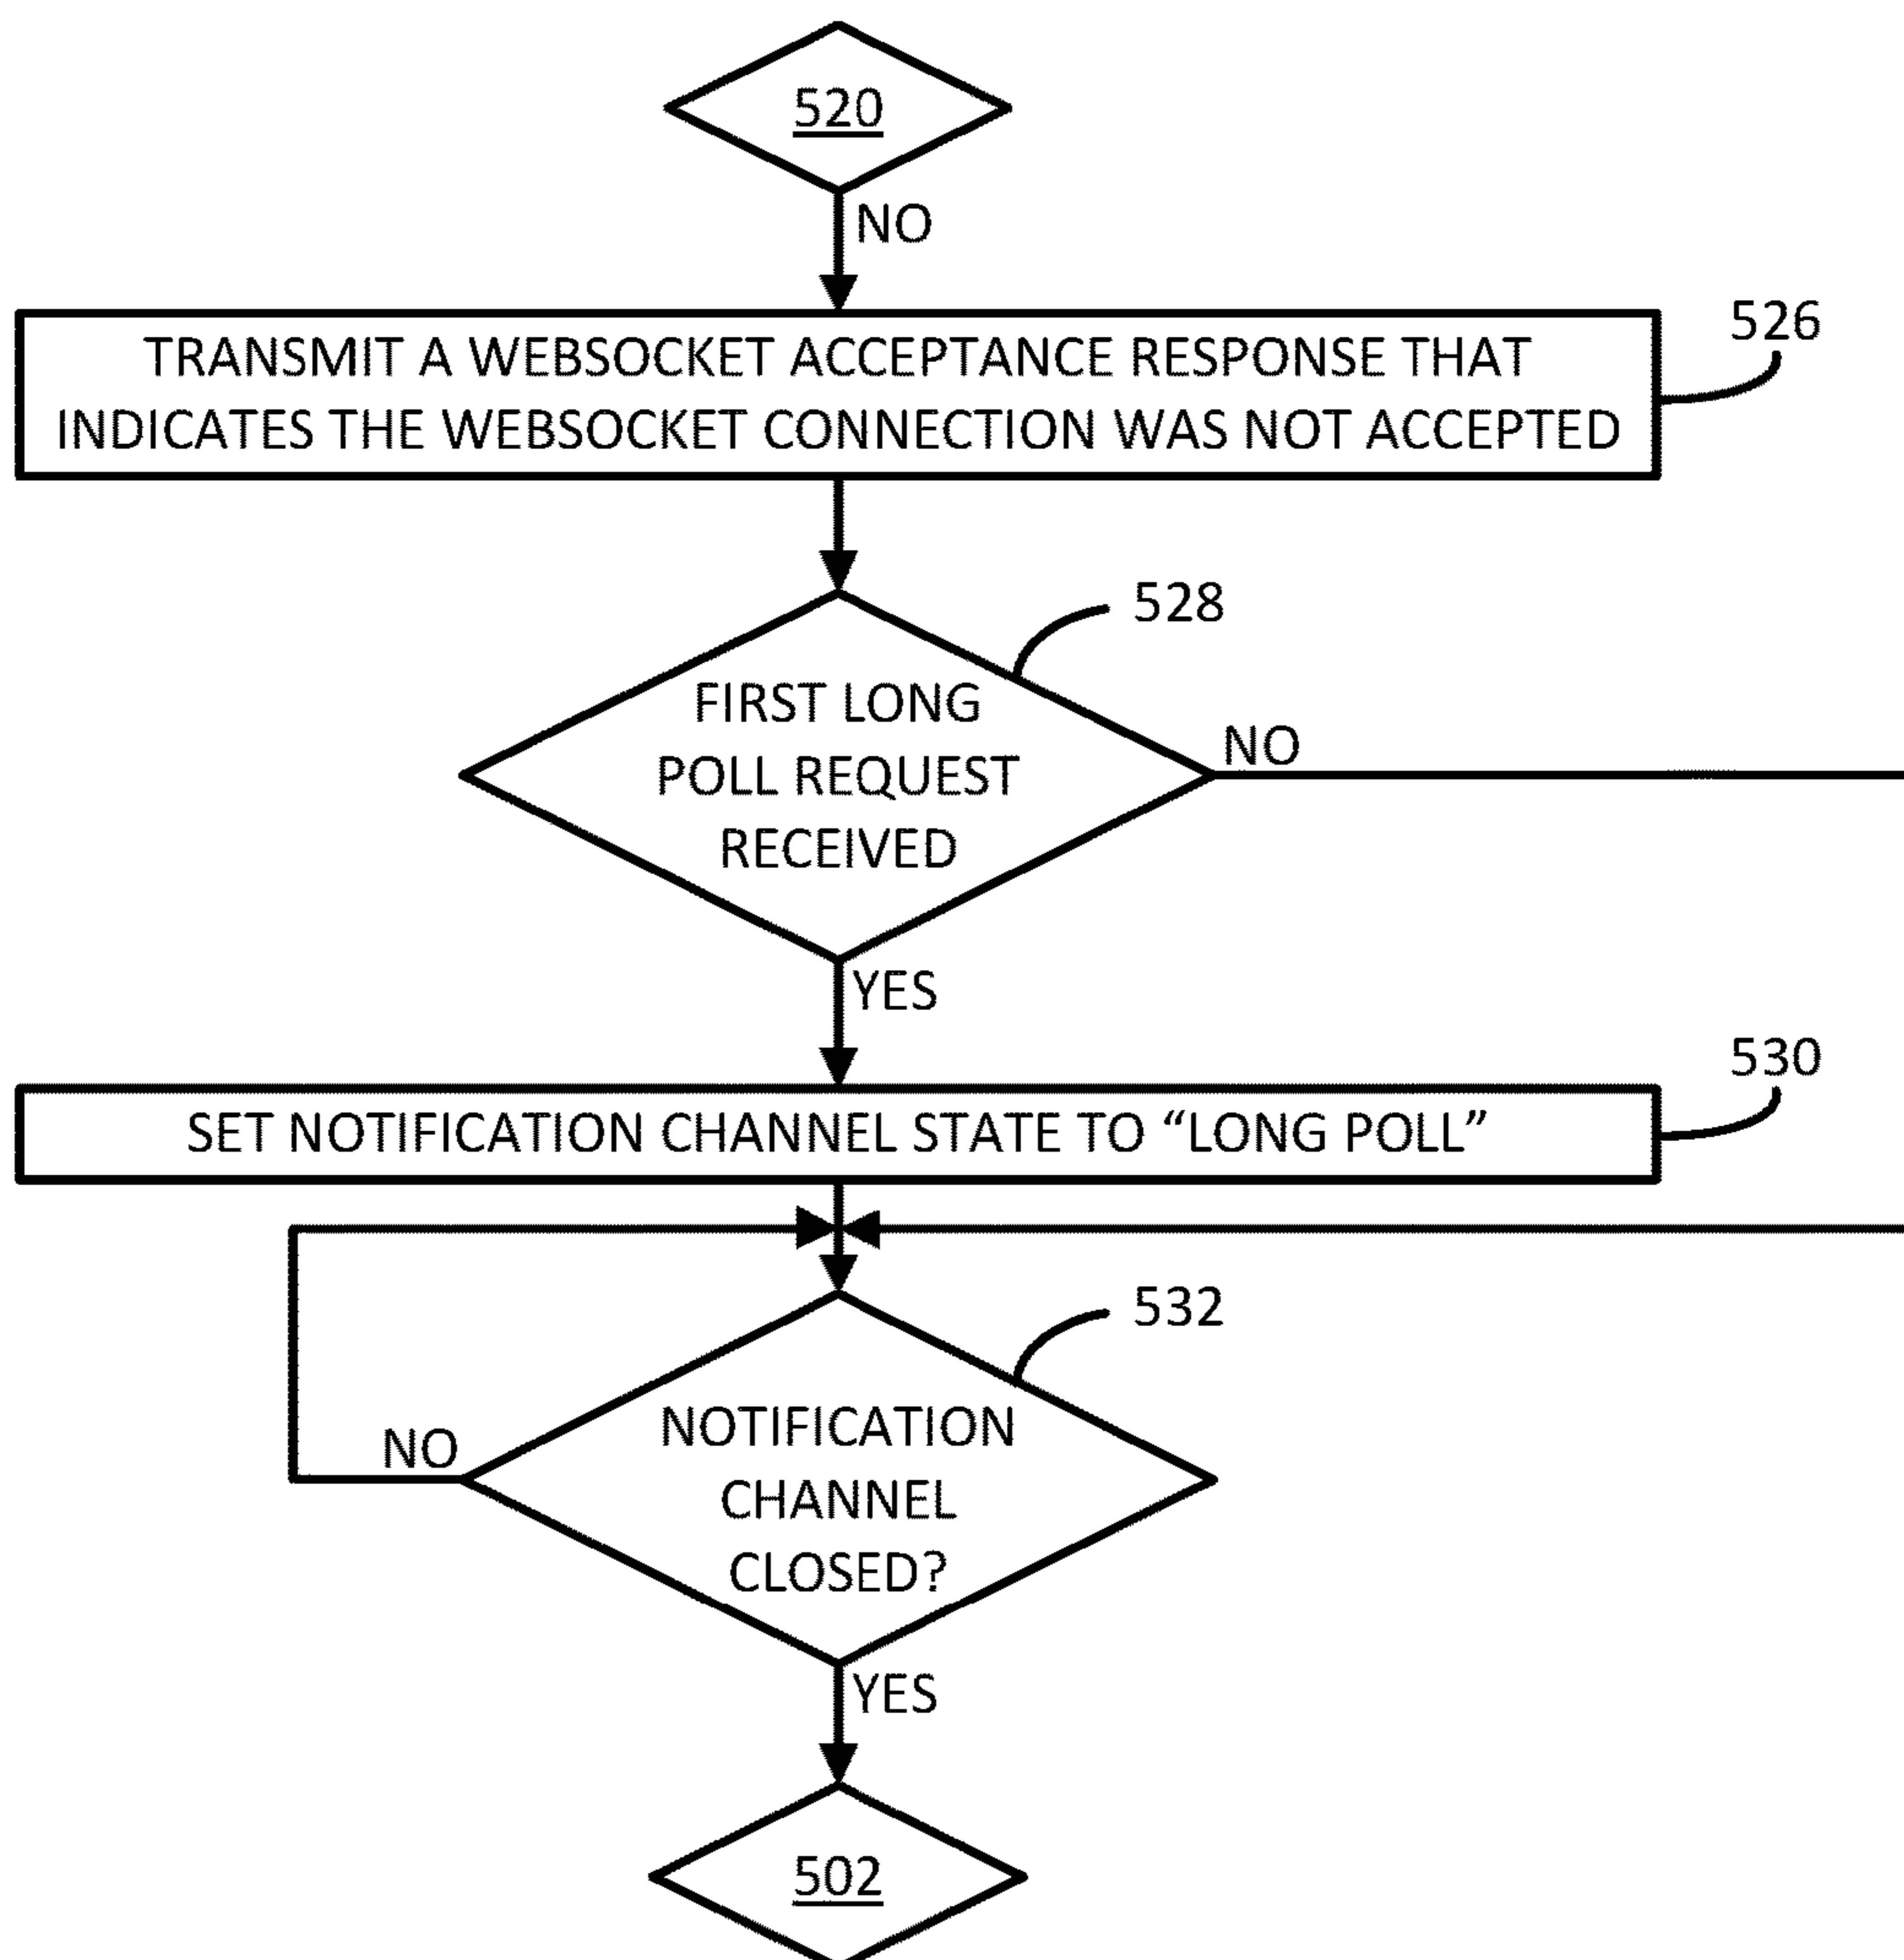 520
NO
526
TRANSMIT A WEBSOCKET ACCEPTANCE RESPONSE THAT
INDICATES THE WEBSOCKET CONNECTION WAS NOT ACCEPTED
528
FIRST LONG
POLL REQUEST
RECEIVED
NO
YES
530
SET NOTIFICATION CHANNEL STATE TO “LONG POLL”
532
NOTIFICATION
CHANNEL
CLOSED?
NO
YES
502